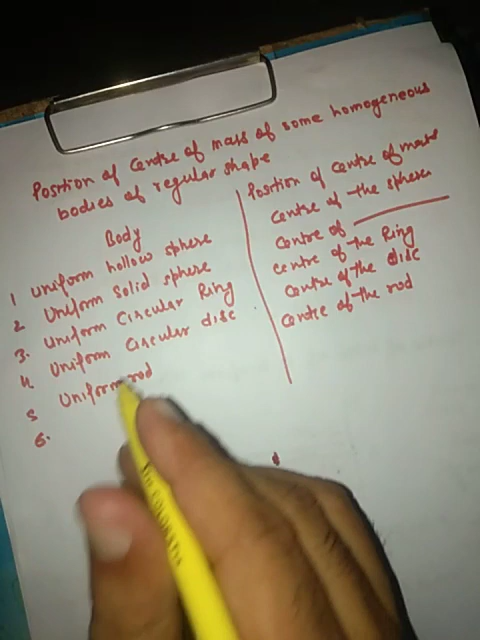 Position of Centre of mass of some homogeneous
bodies of regular shape
Body
1 Uniform hollow sphere
2 Uniform Solid sphere
3. Uniform Circular Ring
4 Uniform Circular disc
5 Uniform rod
6.
Position of Centre of mass
Centre of the sphere
Centre of
centre of the Ring
Centre of the disc
Centre of the rod